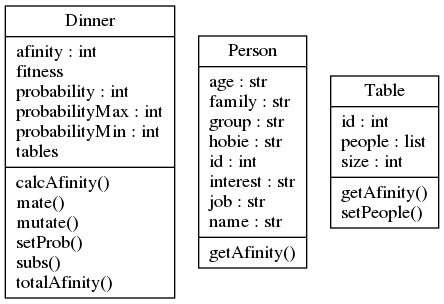 Dinner
afinity : int
fitness
probability : int
probabilityMax : int
probabilityMin : int
tables
calcAfinity()
mate()
mutate()
setProb()
subs()
totalAfinity()
Person
age : str
family : str
group : str
hobie : str
id : int
interest : str
job : str
name : str
getAfinity()
Table
id : int
people : list
size : int
getAfinity()
setPeople()